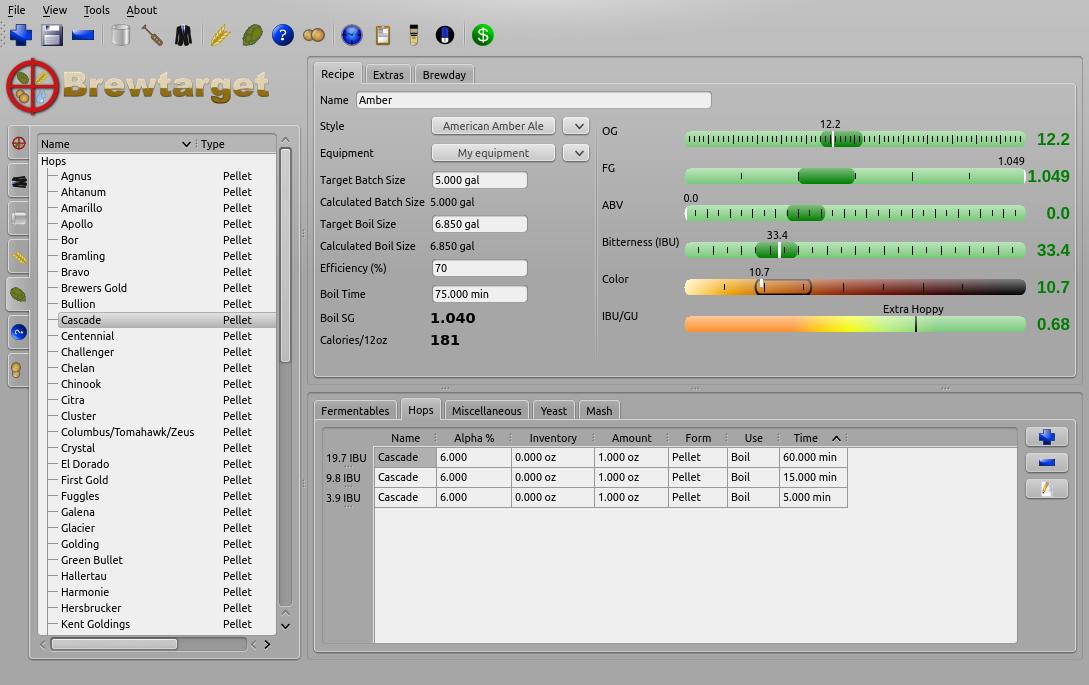 File View Tools About
Brewtarget
Name Type
Hops
Agnus Pellet
Ahtanum Pellet
Amarillo Pellet
Apollo Pellet
Bor Pellet
Bramling Pellet
Bravo Pellet
Brewers Gold Pellet
Bullion Pellet
Cascade Pellet
Centennial Pellet
Challenger Pellet
Chelan Pellet
Chinook Pellet
Citra Pellet
Cluster Pellet
Columbus/Tomahawk/Zeus Pellet
Crystal Pellet
El Dorado Pellet
First Gold Pellet
Fuggles Pellet
Galena Pellet
Glacier Pellet
Golding Pellet
Green Bullet Pellet
Hallertau Pellet
Harmonie Pellet
Hersbrucker Pellet
Kent Goldings Pellet
Recipe Extras Brewday
Name Amber
Style American Amber Ale
Equipment My equipment
Target Batch Size 5.000 gal
Calculated Batch Size 5.000 gal
Target Boil Size 6.850 gal
Calculated Boil Size 6.850 gal
Efficiency (%) 70
Boil Time 75.000 min
Boil SG 1.040
Calories/12oz 181
12.2
OG 12.2
1.049
FG 1.049
0.0
ABV 0.0
33.4
Bitterness (IBU) 33.4
10.7
Color 10.7
Extra Hoppy
IBU/GU 0.68
Fermentables Hops Miscellaneous Yeast Mash
Name Alpha % Inventory Amount Form Use Time
19.7 IBU Cascade 6.000 0.000 oz 1.000 oz Pellet Boil 60.000 min
9.8 IBU Cascade 6.000 0.000 oz 1.000 oz Pellet Boil 15.000 min
3.9 IBU Cascade 6.000 0.000 oz 1.000 oz Pellet Boil 5.000 min